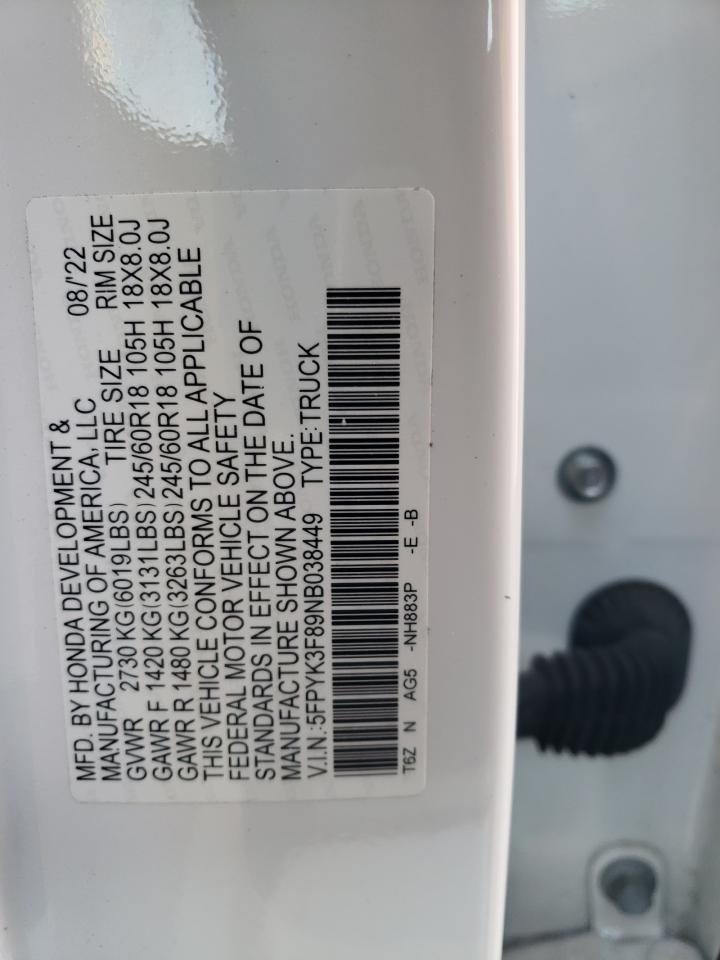 MFD. BY HONDA DEVELOPMENT & 08/'22
MANUFACTURING OF AMERICA, LLC
GVWR 2730 KG(6019LBS) TIRE SIZE RIM SIZE
GAWR F 1420 KG(3131LBS)245/60R18 105H 18X8.0J
GAWR R 1480 KG(3263LBS)245/60R18 105H 18X8.0J
THIS VEHICLE CONFORMS TO ALL APPLICABLE
FEDERAL MOTOR VEHICLE SAFETY
STANDARDS IN EFFECT ON THE DATE OF
MANUFACTURE SHOWN ABOVE.
V.I.N.:5FPYK3F89NB038449 TYPE:TRUCK
T6Z N AG5 -NH883P -E -B